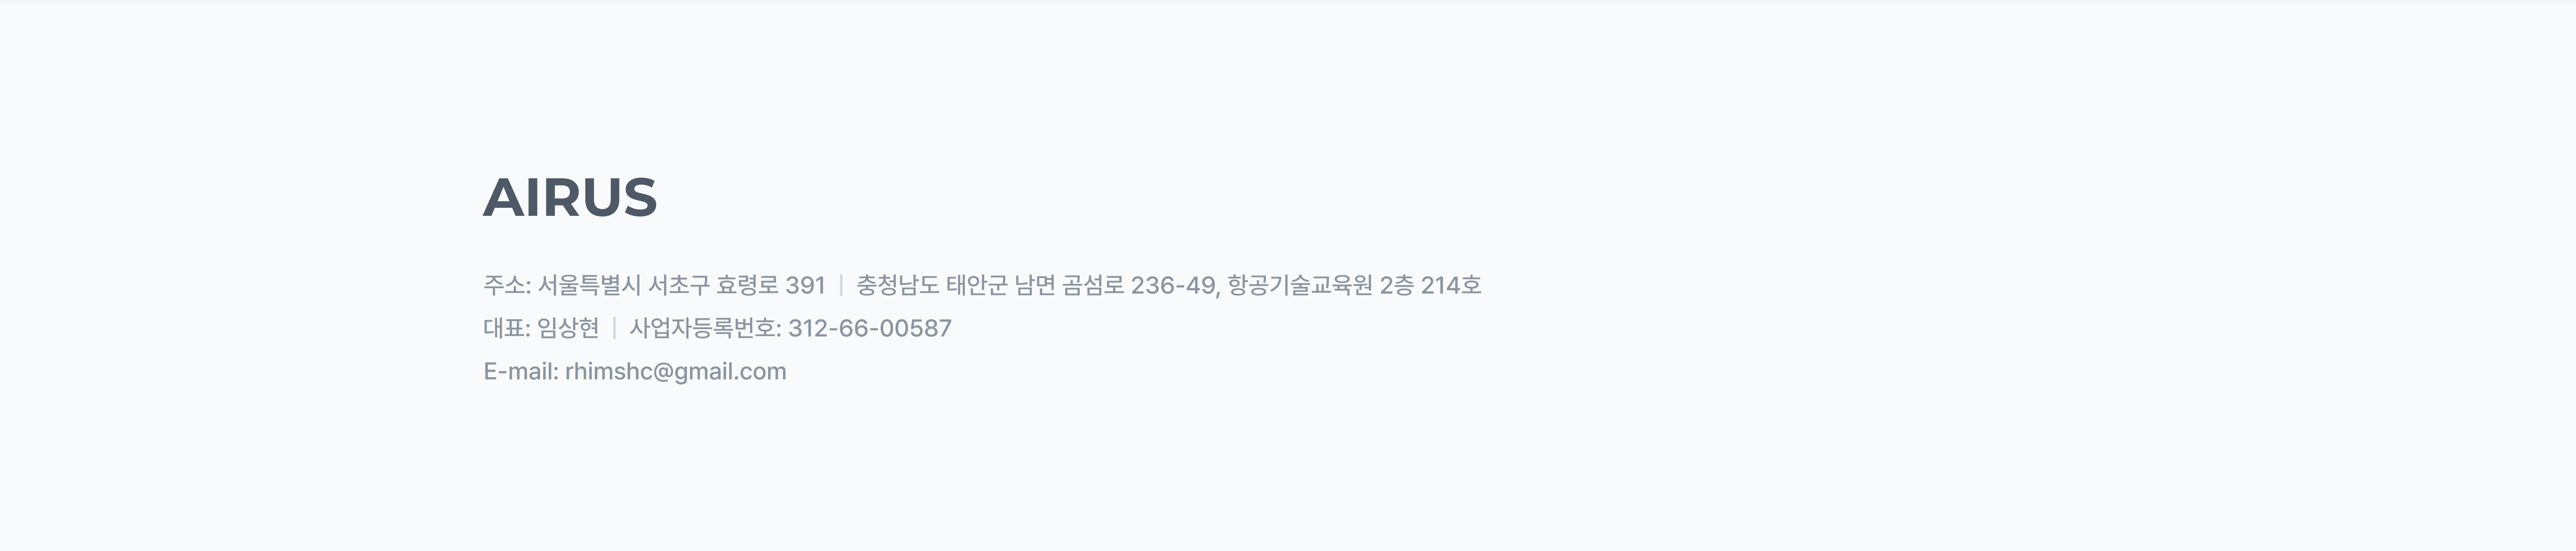 AIRUS
주소: 서울특별시 서초구 효령로 391 | 충청남도 태안군 남면 곰섬로 236-49, 항공기술교육원 2층 214호
대표: 임상현 | 사업자등록번호: 312-66-00587
E-mail: rhimshc@gmail.com